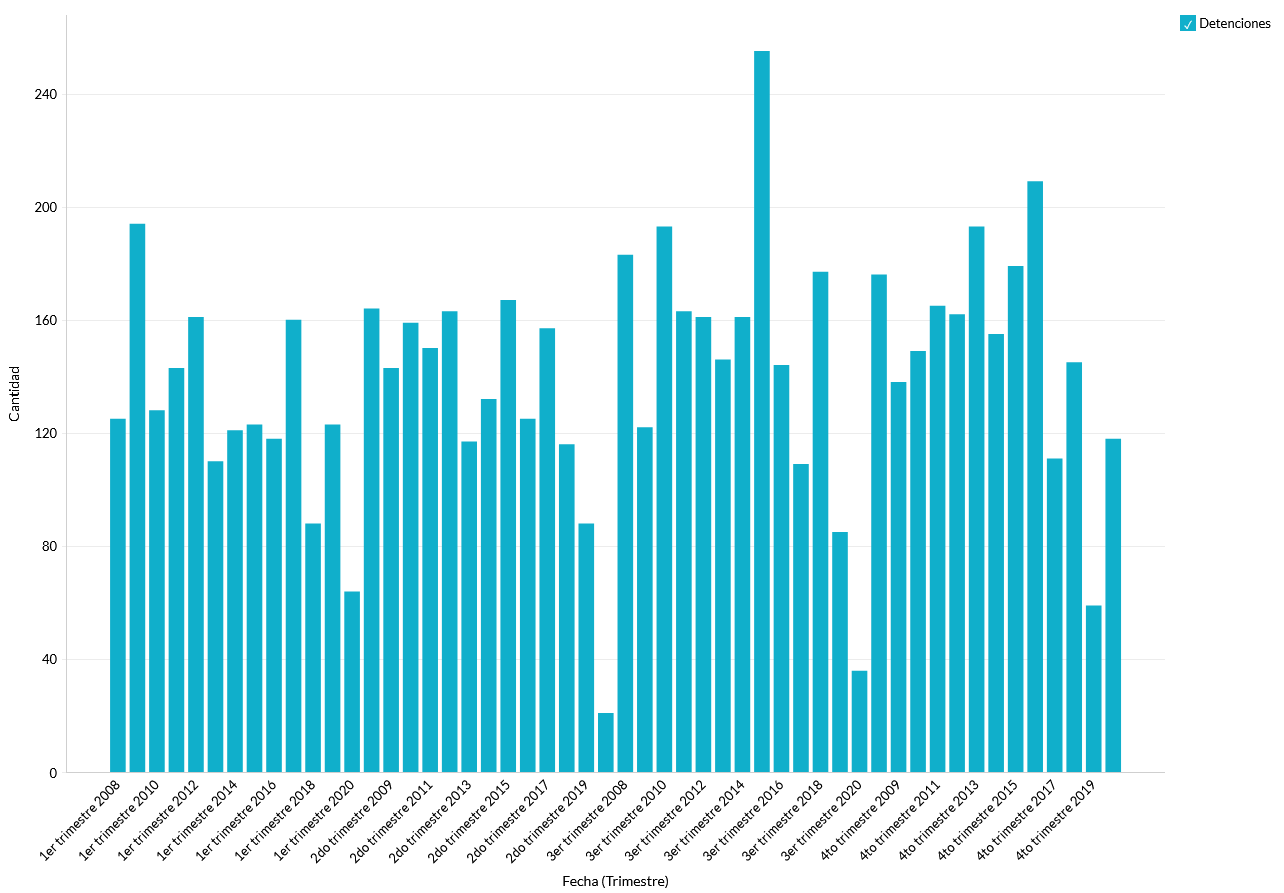 Detenciones
240
200
160
120
80
40
0
Cantidad
1er trimestre 2008
1er trimestre 2010
1er trimestre 2012
1er trimestre 2014
1er trimestre 2016
1er trimestre 2018
1er trimestre 2020
2do trimestre 2009
2do trimestre 2011
2do trimestre 2013
2do trimestre 2015
2do trimestre 2017
2do trimestre 2019
3er trimestre 2008
3er trimestre 2010
3er trimestre 2012
3er trimestre 2014
3er trimestre 2016
3er trimestre 2018
3er trimestre 2020
4to trimestre 2009
4to trimestre 2011
4to trimestre 2013
4to trimestre 2015
4to trimestre 2017
4to trimestre 2019
Fecha (Trimestre)